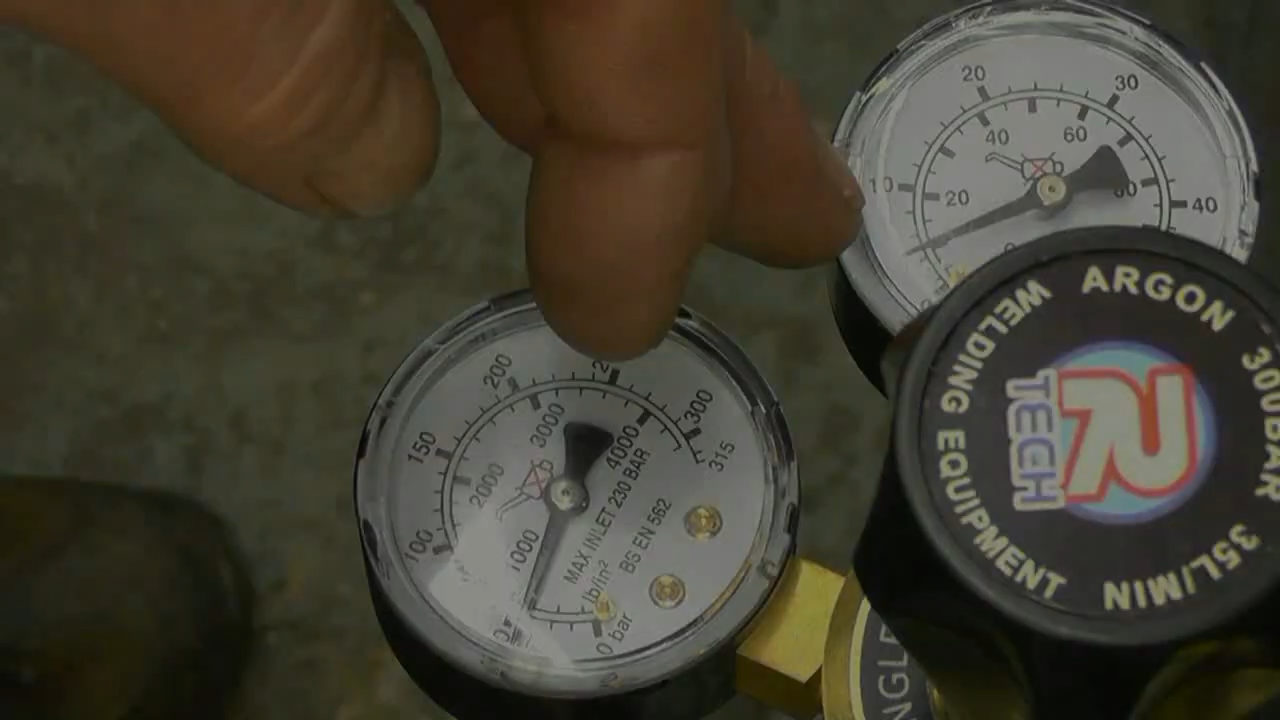 20
30
40
60
10
20
40
0
ARGON
300BAR
35L/MIN
WELDING EQUIPMENT
R
TECH
200
300
315
150
3000
4000
2000
100
1000
MAX INLET 230 BAR
BS EN 562
lb/in²
0 bar